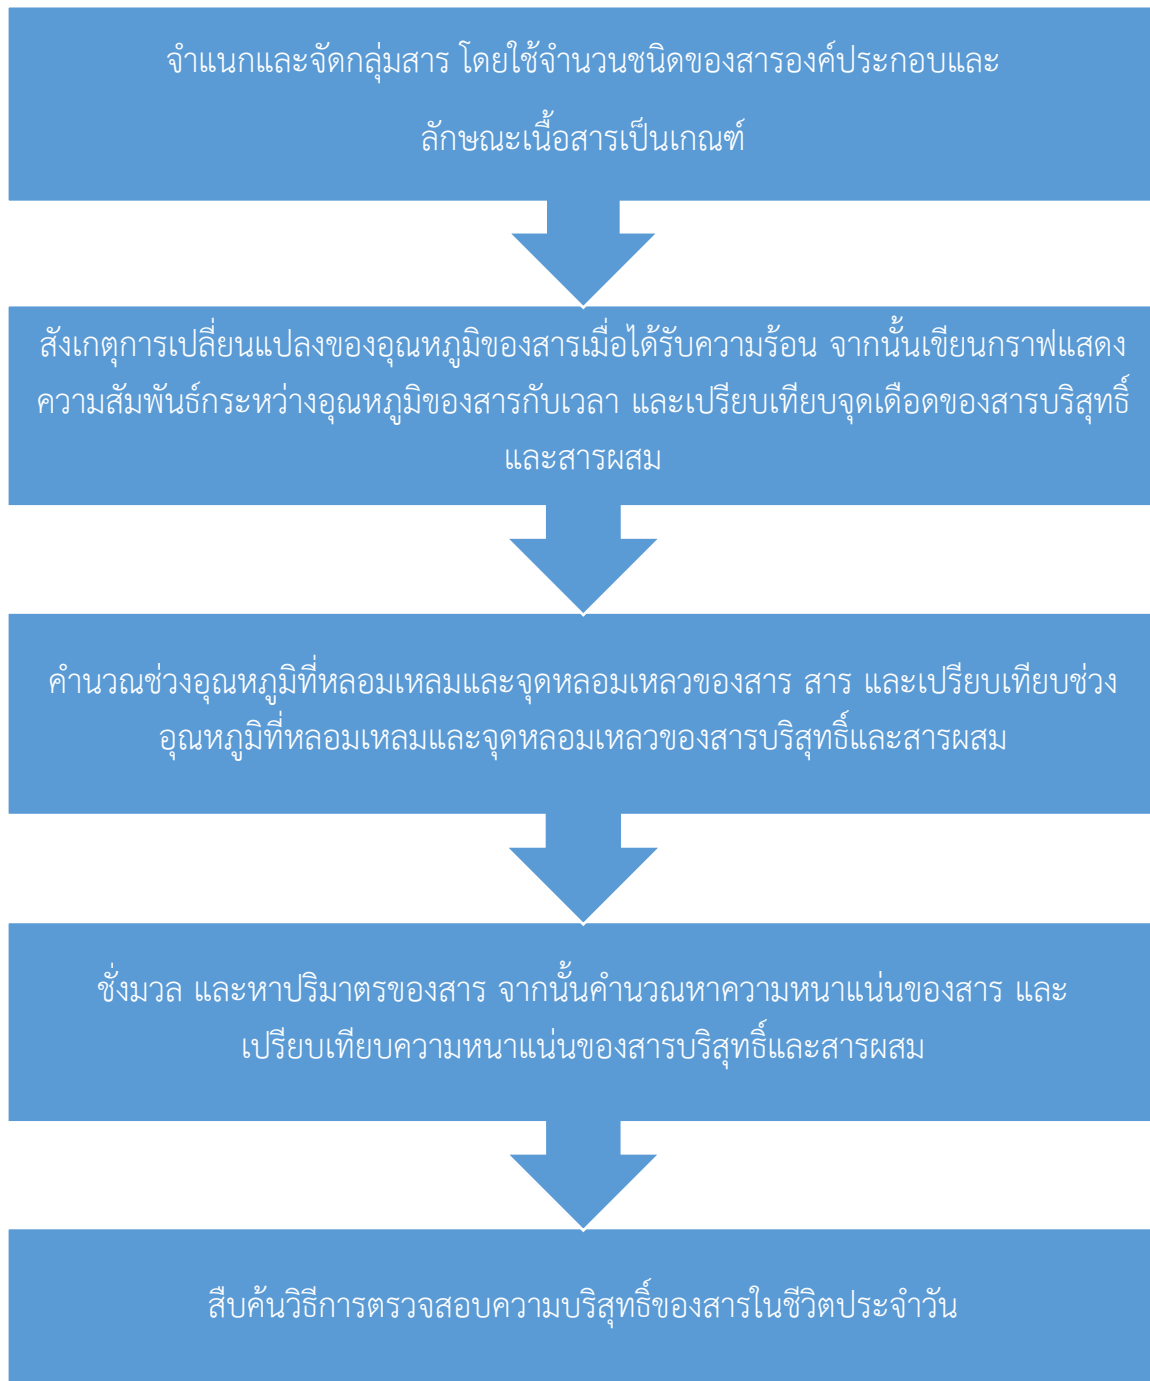 จำแนกและจัดกลุ่มสาร โดยใช้จำนวนชนิดของสารองค์ประกอบและ
ลักษณะเนื้อสารเป็นเกณฑ์
สังเกตุการเปลี่ยนแปลงของอุณหภูมิของสารเมื่อได้รับความร้อน จากนั้นเขียนกราฟแสดง
ความสัมพันธ์กระหว่างอุณหภูมิของสารกับเวลา และเปรียบเทียบจุดเดือดของสารบริสุทธิ์
และสารผสม
คำนวณช่วงอุณหภูมิที่หลอมเหลมและจุดหลอมเหลวของสาร สาร และเปรียบเทียบช่วง
อุณหภูมิที่หลอมเหลมและจุดหลอมเหลวของสารบริสุทธิ์และสารผสม
ชั่งมวล และหาปริมาตรของสาร จากนั้นคำนวณหาความหนาแน่นของสาร และ
เปรียบเทียบความหนาแน่นของสารบริสุทธิ์และสารผสม
สืบค้นวิธีการตรวจสอบความบริสุทธิ์ของสารในชีวิตประจำวัน